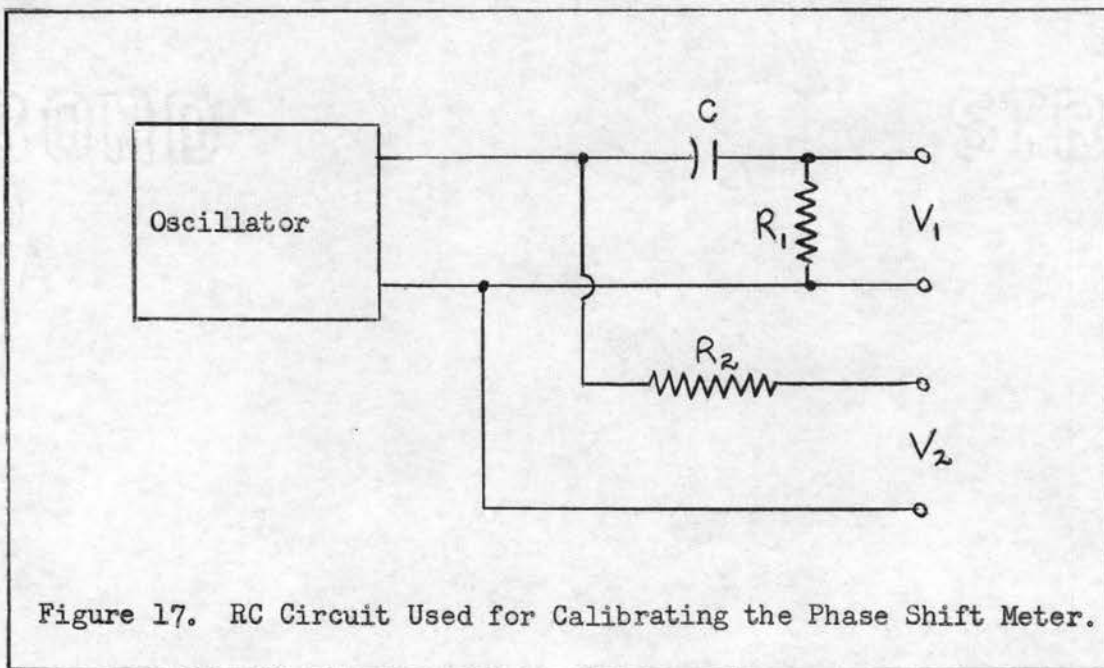 C
Oscillator
R₁
V₁
R₂
V₂
Figure 17. RC Circuit Used for Calibrating the Phase Shift Meter.